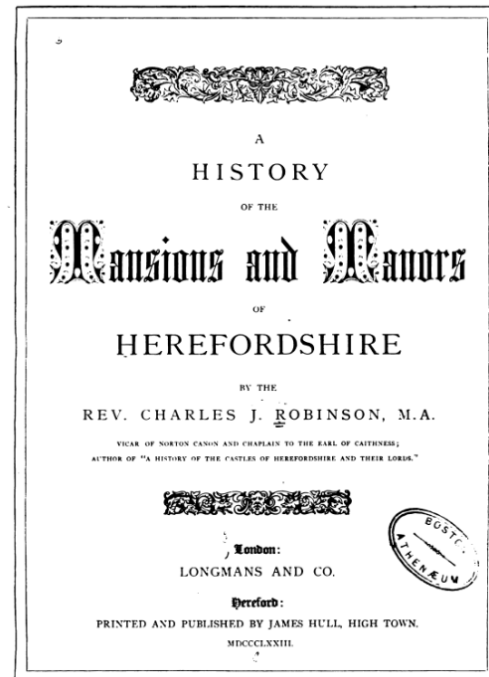 A
HISTORY
OF THE
Mansions and Manors
OF
HEREFORDSHIRE
BY THE
REV. CHARLES J. ROBINSON, M.A.
VICAR OF NORTON CANON AND CHAPLAIN TO THE EARL OF CAITHNESS;
AUTHOR OF "A HISTORY OF THE CASTLES OF HEREFORDSHIRE AND THEIR LORDS."
London:
LONGMANS AND CO.
BOSTO
ATHENÆUM
Hereford:
PRINTED AND PUBLISHED BY JAMES HULL, HIGH TOWN.
MDCCCLXXIII.